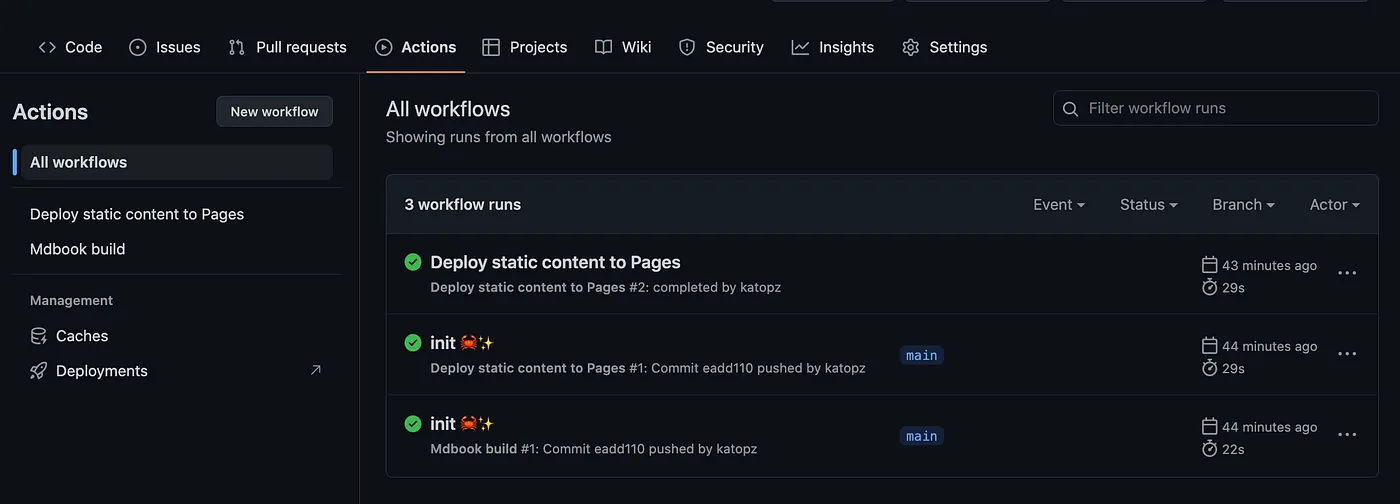 Code Issues Pull requests Actions Projects Wiki Security Insights Settings
Actions
New workflow
All workflows
Deploy static content to Pages
Mdbook build
Management
Caches
Deployments
All workflows
Showing runs from all workflows
Filter workflow runs
3 workflow runs
Event Status Branch Actor
Deploy static content to Pages
Deploy static content to Pages #2: completed by katopz
43 minutes ago
29s
init 🦀✨
Deploy static content to Pages #1: Commit eadd110 pushed by katopz
main
44 minutes ago
29s
init 🦀✨
Mdbook build #1: Commit eadd110 pushed by katopz
main
44 minutes ago
22s